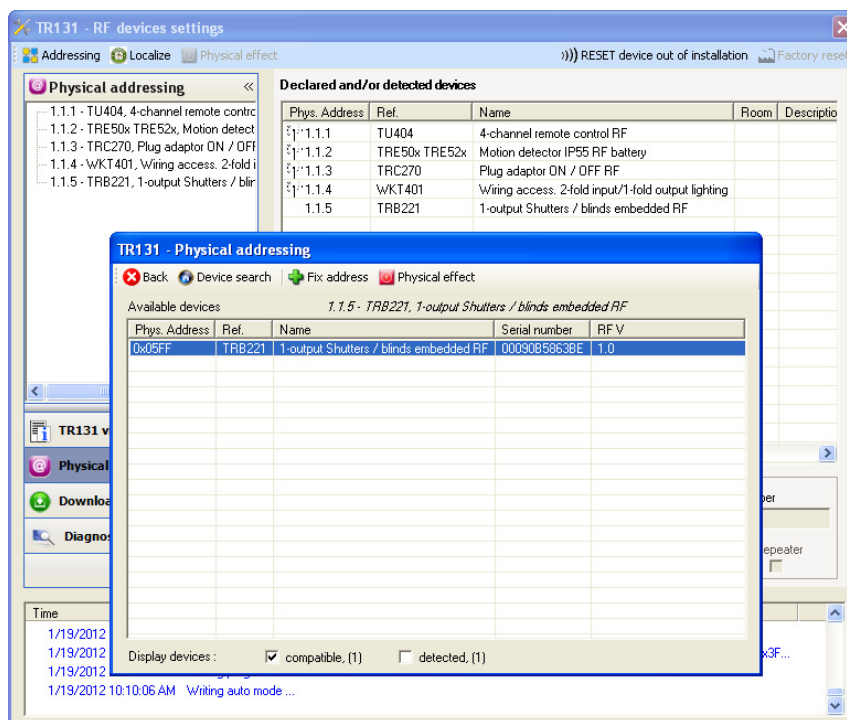 TR131 - RF devices settings
Addressing Localize Physical effect ))) RESET device out of installation Factory reset
Physical addressing «
1.1.1 - TU404, 4-channel remote contrc
1.1.2 - TRE50x TRE52x, Motion detect
1.1.3 - TRC270, Plug adaptor ON / OFF
1.1.4 - WKT401, Wiring access. 2-fold i
1.1.5 - TRB221, 1-output Shutters / blin
Declared and/or detected devices
Phys. Address Ref. Name Room Descriptio
1.1.1 TU404 4-channel remote control RF
1.1.2 TRE50x TRE52x Motion detector IP55 RF battery
1.1.3 TRC270 Plug adaptor ON / OFF RF
1.1.4 WKT401 Wiring access. 2-fold input/1-fold output lighting
1.1.5 TRB221 1-output Shutters / blinds embedded RF
TR131 - Physical addressing
Back Device search Fix address Physical effect
Available devices 1.1.5 - TRB221, 1-output Shutters / blinds embedded RF
Phys. Address Ref. Name Serial number RF V
0x05FF TRB221 1-output Shutters / blinds embedded RF 00090B5863BE 1.0
Display devices : compatible, (1) detected, (1)
TR131 v
Physical
Downloa
Diagnos
ber
epeater
Time
1/19/2012
1/19/2012 x3F...
1/19/2012
1/19/2012 10:10:06 AM Writing auto mode ...